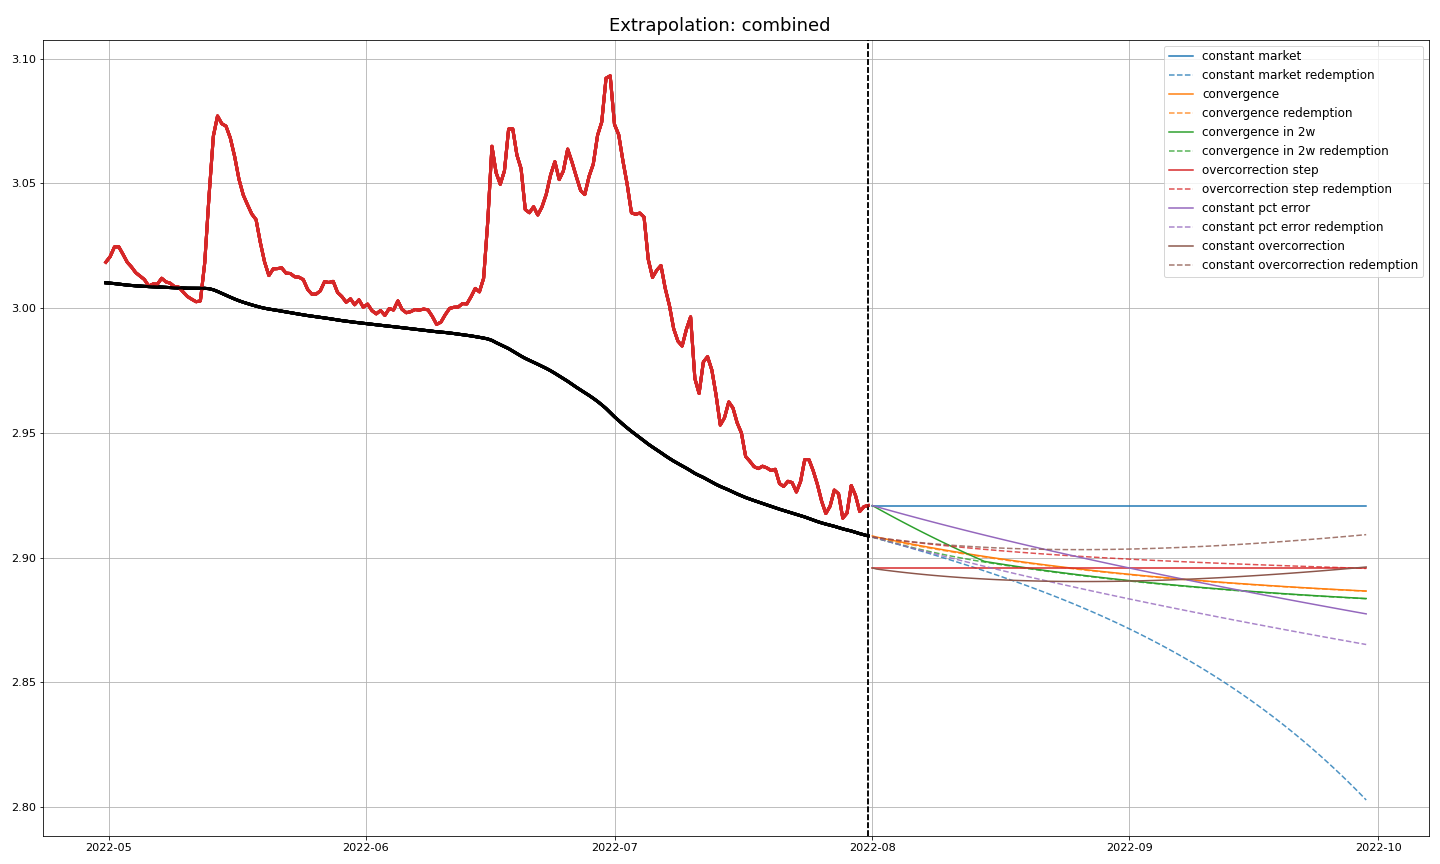 Extrapolation: combined
3.10
3.05
3.00
2.95
2.90
2.85
2.80
constant market
constant market redemption
convergence
convergence redemption
convergence in 2w
convergence in 2w redemption
overcorrection step
overcorrection step redemption
constant pct error
constant pct error redemption
constant overcorrection
constant overcorrection redemption
2022-05 2022-06 2022-07 2022-08 2022-09 2022-10